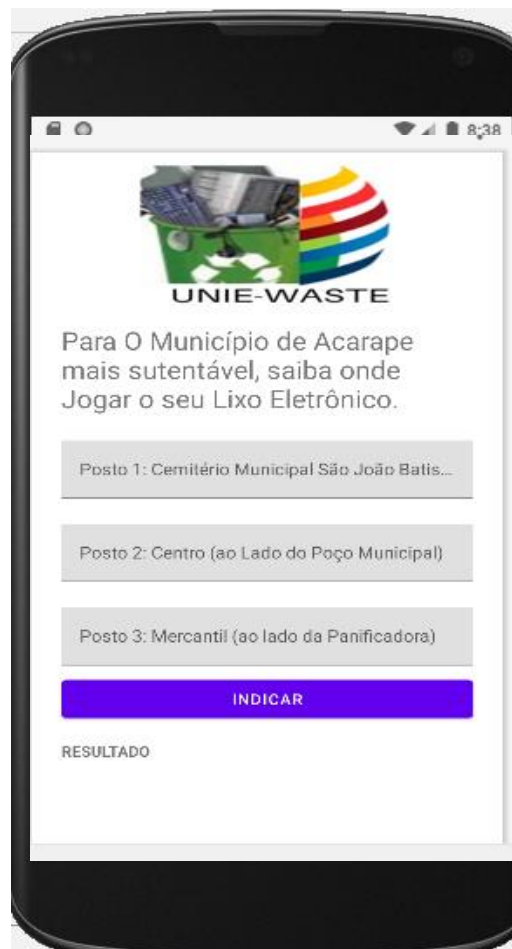 8:38
UNIE-WASTE
Para O Município de Acarape
mais sutentável, saiba onde
Jogar o seu Lixo Eletrônico.
Posto 1: Cemitério Municipal São João Batis...
Posto 2: Centro (ao Lado do Poço Municipal)
Posto 3: Mercantil (ao lado da Panificadora)
INDICAR
RESULTADO